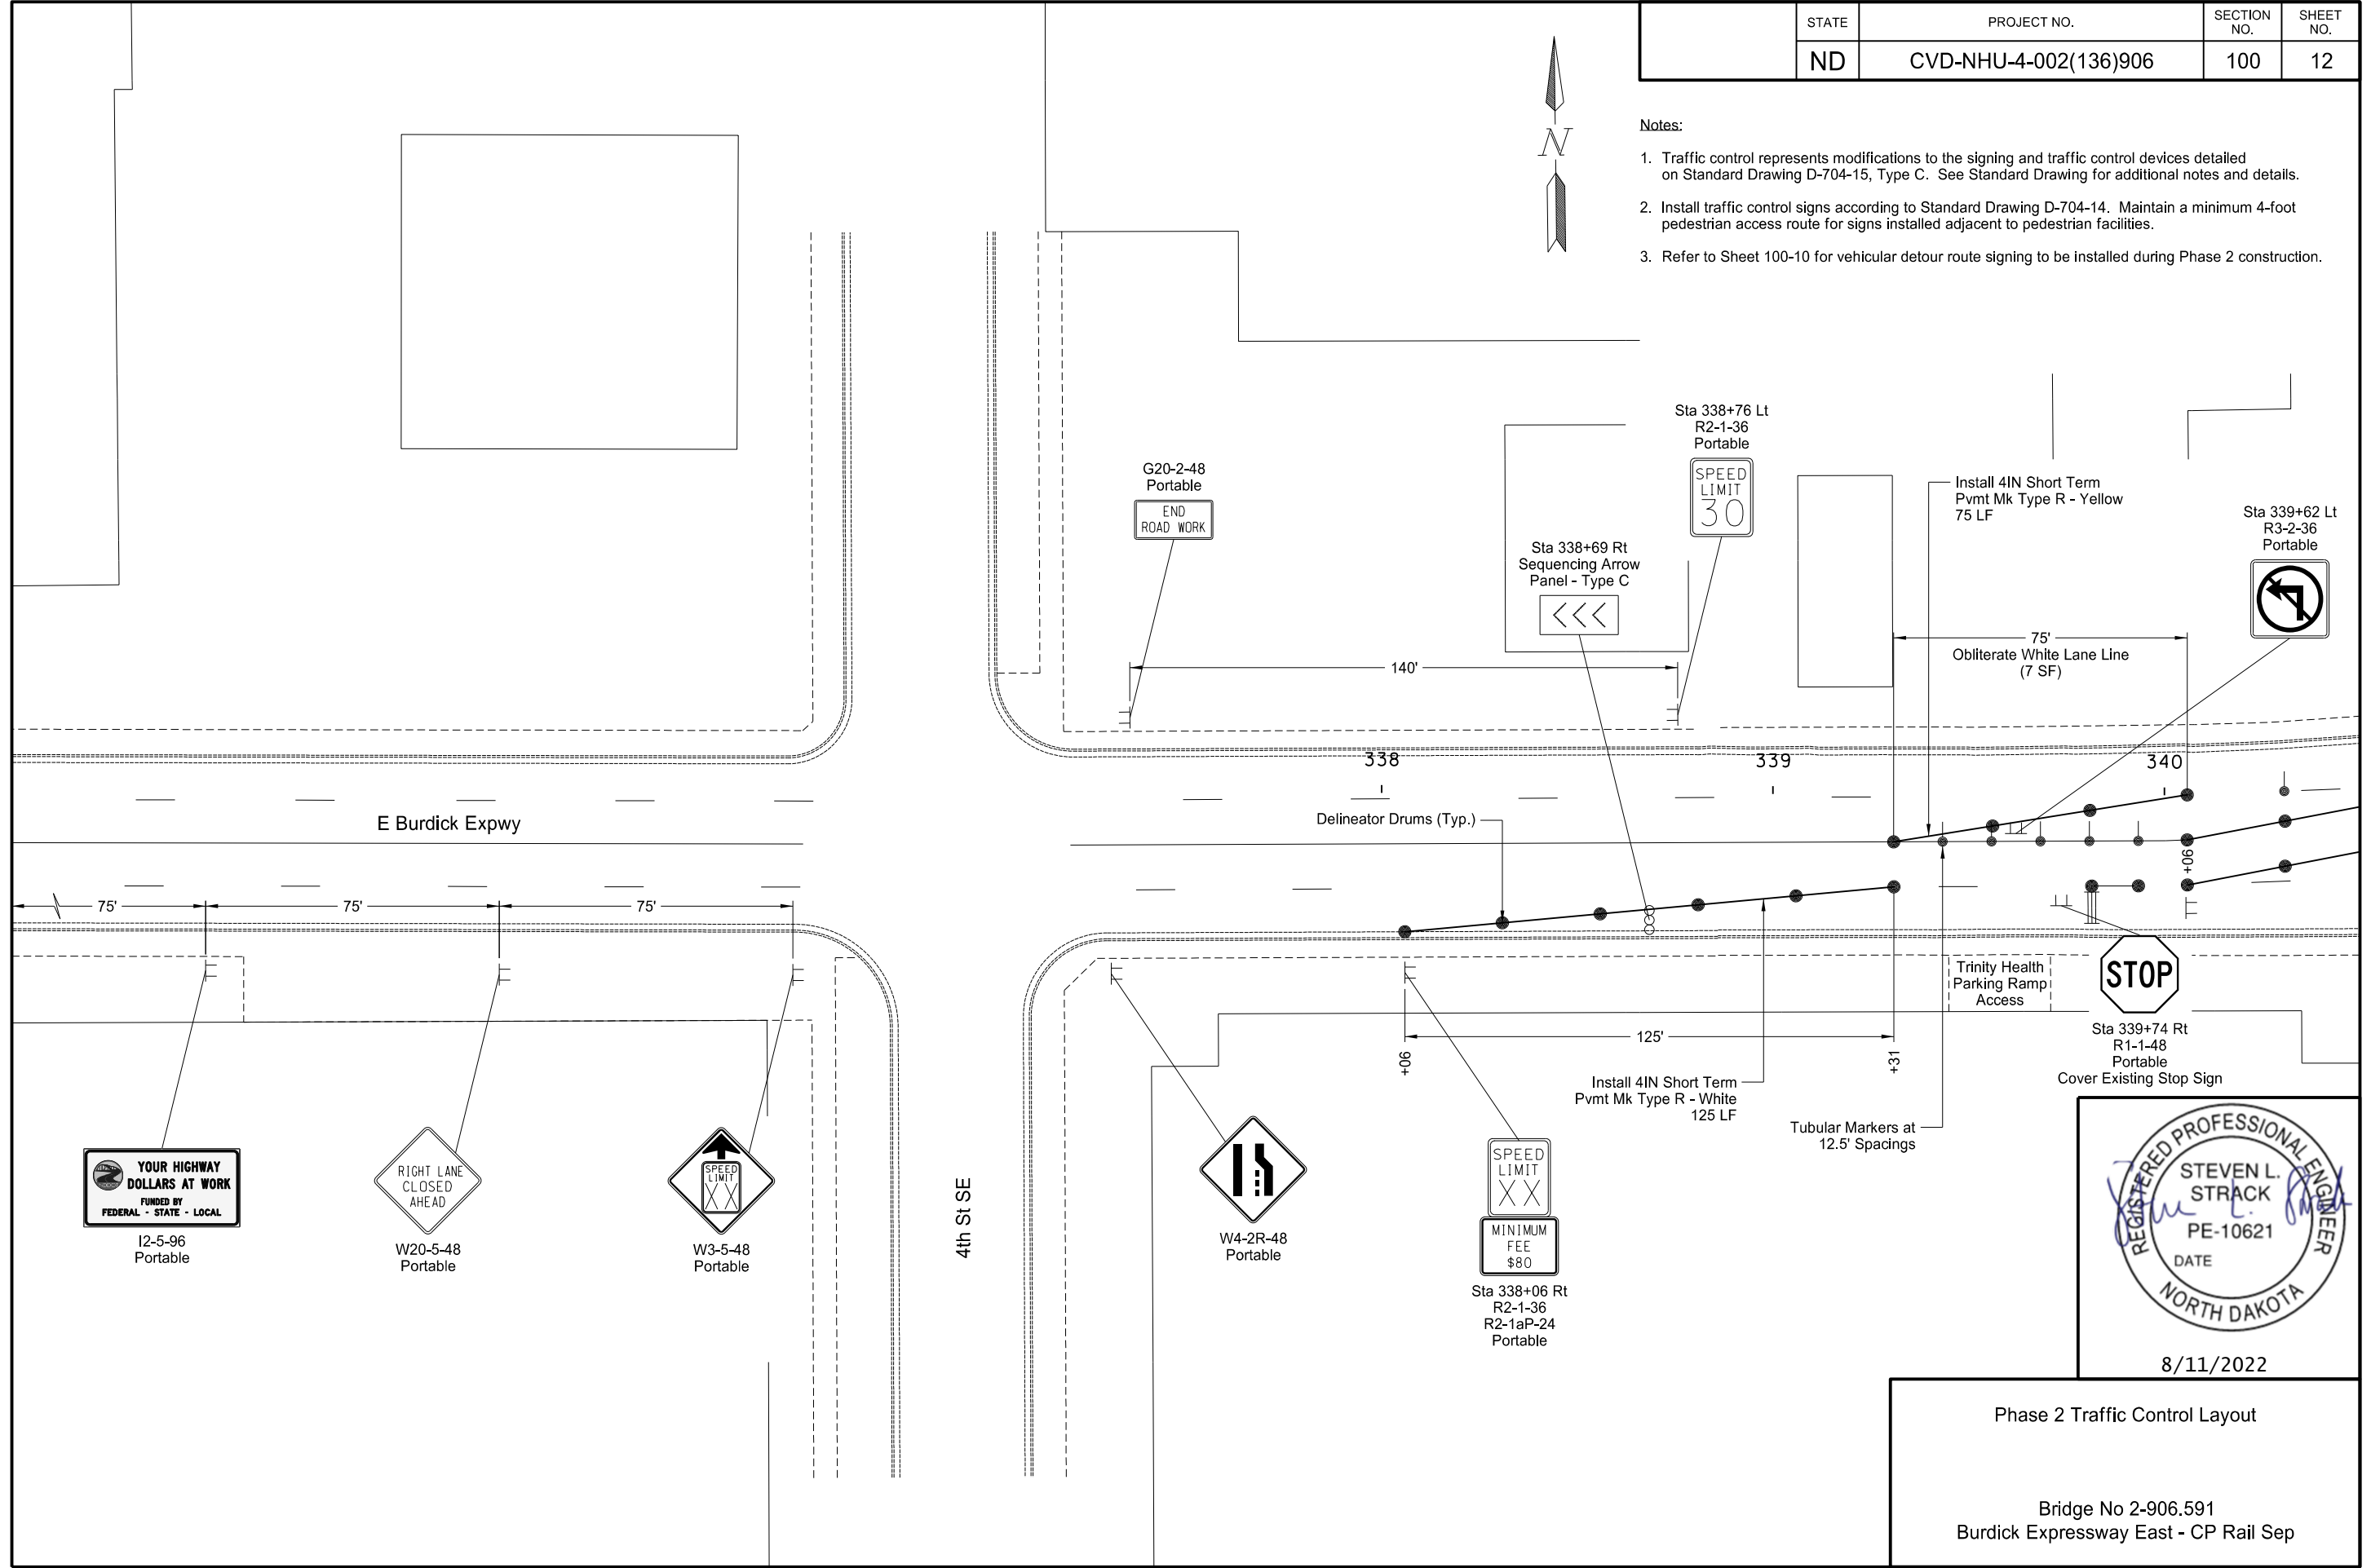 STATE
PROJECT NO.
SECTION NO.
SHEET NO.
ND
CVD-NHU-4-002(136)906
100
12
N
Notes:
1. Traffic control represents modifications to the signing and traffic control devices detailed
on Standard Drawing D-704-15, Type C. See Standard Drawing for additional notes and details.
2. Install traffic control signs according to Standard Drawing D-704-14. Maintain a minimum 4-foot
pedestrian access route for signs installed adjacent to pedestrian facilities.
3. Refer to Sheet 100-10 for vehicular detour route signing to be installed during Phase 2 construction.
Sta 338+76 Lt
R2-1-36
Portable
SPEED
LIMIT
30
G20-2-48
Portable
END
ROAD WORK
Install 4IN Short Term
Pvmt Mk Type R - Yellow
75 LF
Sta 339+62 Lt
R3-2-36
Portable
Sta 338+69 Rt
Sequencing Arrow
Panel - Type C
75'
Obliterate White Lane Line
(7 SF)
140'
338
339
340
E Burdick Expwy
Delineator Drums (Typ.)
+06
75'
75'
75'
Trinity Health
Parking Ramp
Access
STOP
Sta 339+74 Rt
R1-1-48
Portable
Cover Existing Stop Sign
125'
+06
+31
Install 4IN Short Term
Pvmt Mk Type R - White
125 LF
Tubular Markers at
12.5' Spacings
YOUR HIGHWAY
DOLLARS AT WORK
FUNDED BY
FEDERAL - STATE - LOCAL
I2-5-96
Portable
RIGHT LANE
CLOSED
AHEAD
W20-5-48
Portable
SPEED
LIMIT
XX
W3-5-48
Portable
4th St SE
W4-2R-48
Portable
SPEED
LIMIT
XX
MINIMUM
FEE
$80
Sta 338+06 Rt
R2-1-36
R2-1aP-24
Portable
REGISTERED PROFESSIONAL ENGINEER
STEVEN L.
STRACK
PE-10621
DATE
NORTH DAKOTA
8/11/2022
Phase 2 Traffic Control Layout
Bridge No 2-906.591
Burdick Expressway East - CP Rail Sep